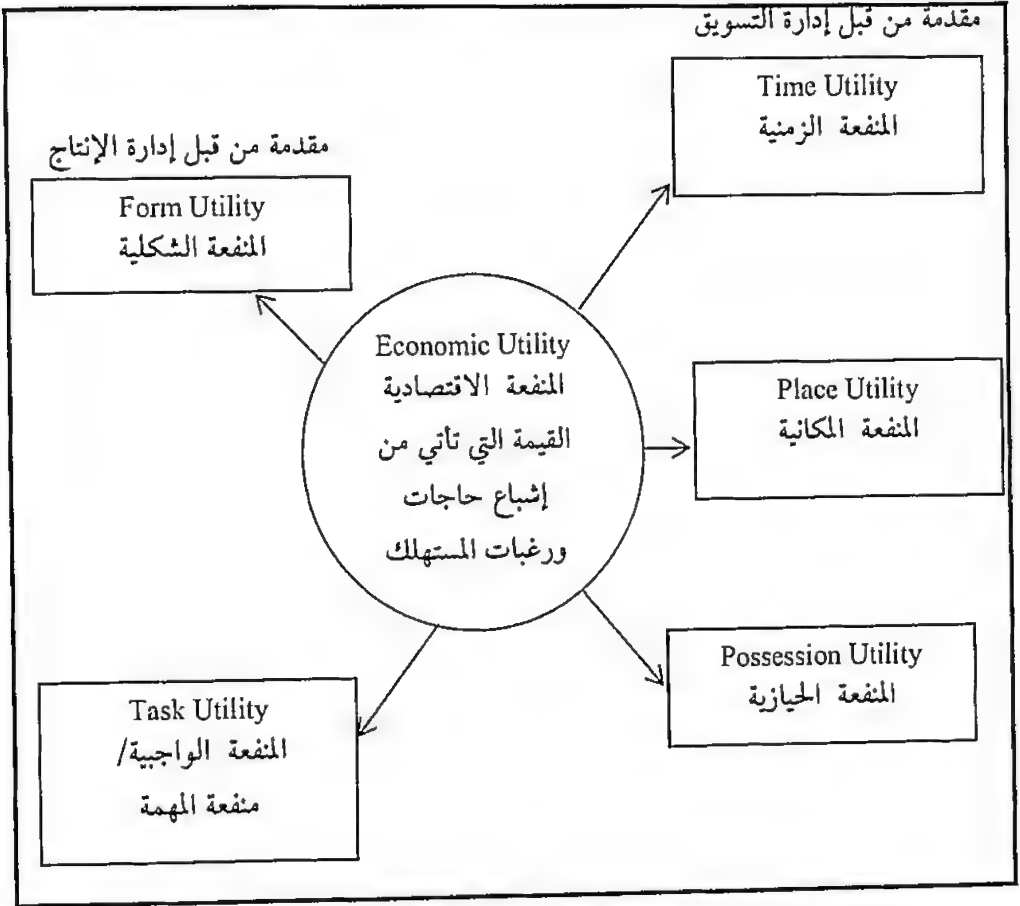 مقدمة من قبل إدارة التسويق
Time Utility
المنفعة الزمنية
مقدمة من قبل إدارة الإنتاج
Form Utility
المنفعة الشكلية
Economic Utility
المنفعة الاقتصادية
القيمة التي تأتي من
إشباع حاجات
ورغبات المستهلك
Place Utility
المنفعة المكانية
Possession Utility
المنفعة الحيازية
Task Utility
المنفعة الواجبية/
منفعة المهمة